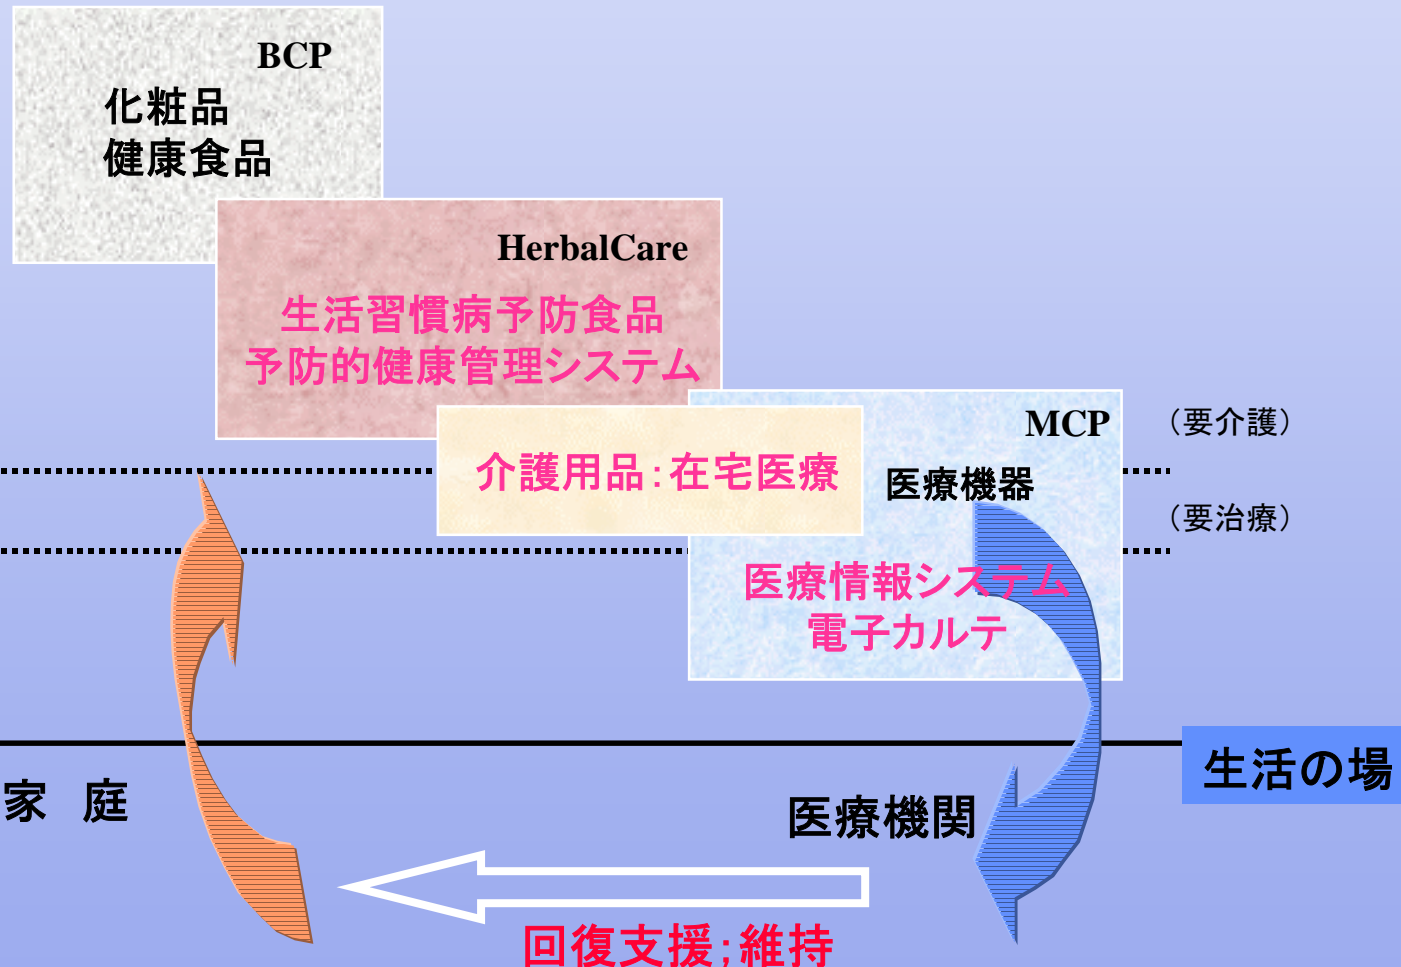 BCP
化粧品
健康食品
HerbalCare
生活習慣病予防食品
予防的健康管理システム
MCP
（要介護）
介護用品：在宅医療
医療機器
（要治療）
医療情報システム
電子カルテ
生活の場
家 庭
医療機関
回復支援；維持